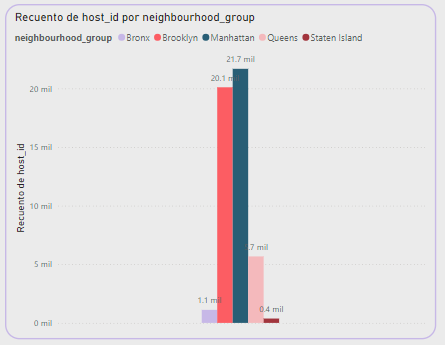 Recuento de host_id por neighbourhood_group
neighbourhood_group Bronx Brooklyn Manhattan Queens Staten Island
21.7 mil
20.1 mil
20 mil
15 mil
10 mil
.7 mil
5 mil
1.1 mil
0.4 mil
0 mil
Recuento de host_id